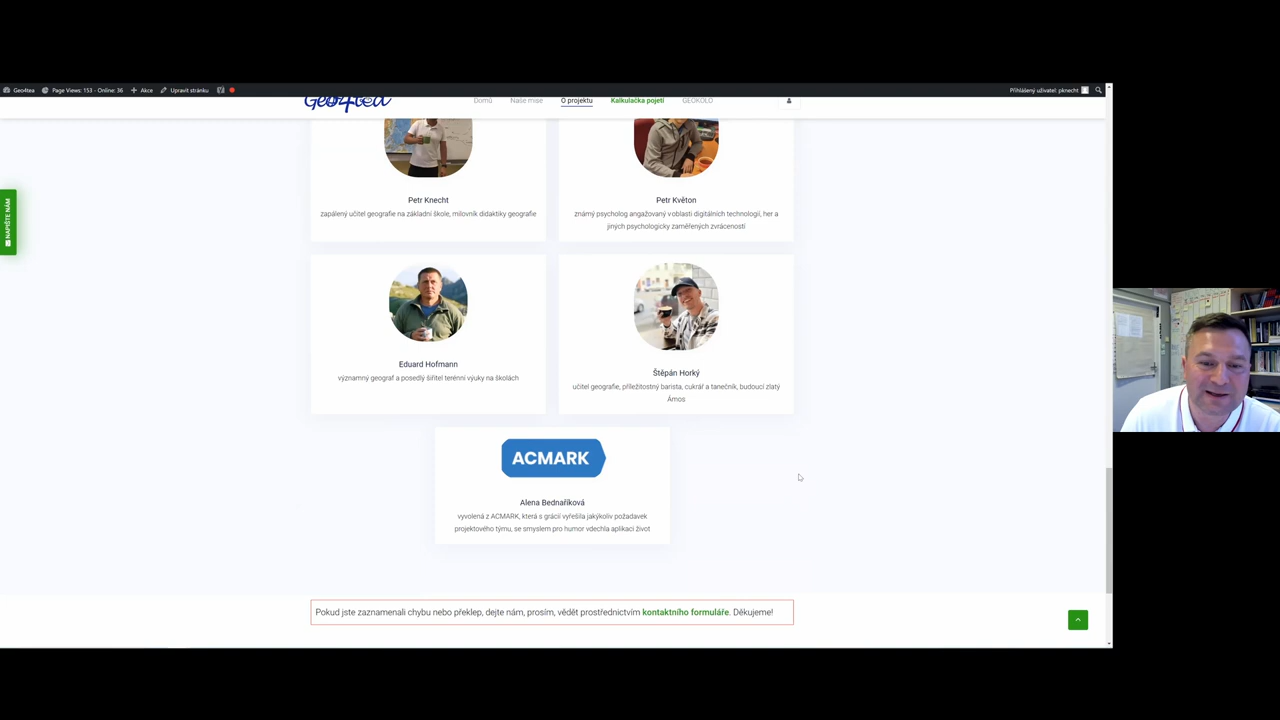 Geo4tea Page Views: 153 - Online: 36 Akce Upravit stránku Přihlášený uživatel: pknecht
Geo4tea Domů Naše mise O projektu Kalkulačka pojetí GEOKOLO
NAPIŠTE NÁM
Petr Knecht
zapálený učitel geografie na základní škole, milovník didaktiky geografie
Petr Květon
známý psycholog angažovaný v oblasti digitálních technologií, her a
jiných psychologicky zaměřených zvráceností
Eduard Hofmann
významný geograf a posedlý šiřitel terénní výuky na školách
Štěpán Horký
učitel geografie, příležitostný barista, cukrář a tanečník, budoucí zlatý
Ámos
ACMARK
Alena Bednaříková
vyvolená z ACMARK, která s grácií vyřešila jakýkoliv požadavek
projektového týmu, se smyslem pro humor vdechla aplikaci život
Pokud jste zaznamenali chybu nebo překlep, dejte nám, prosím, vědět prostřednictvím kontaktního formuláře. Děkujeme!